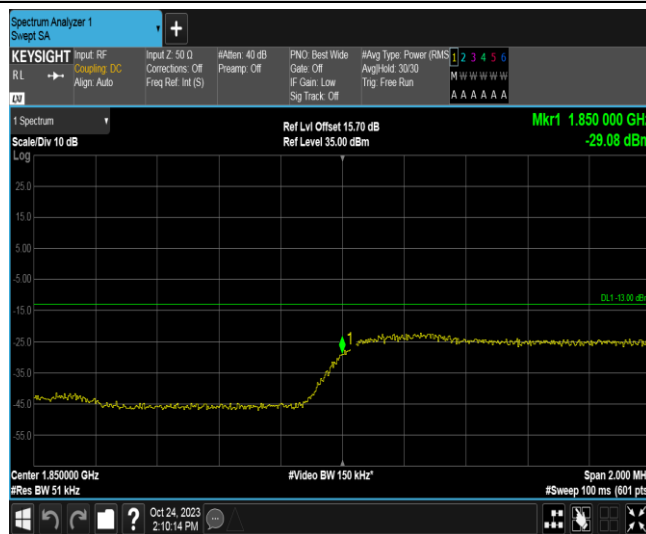 Spectrum Analyzer 1
Swept SA
KEYSIGHT
RL
LXI
Input: RF
Coupling: DC
Align: Auto
Input Z: 50 Ω
Corrections: Off
Freq Ref: Int (S)
#Atten: 40 dB
Preamp: Off
PNO: Best Wide
Gate: Off
IF Gain: Low
Sig Track: Off
#Avg Type: Power (RMS
Avg|Hold: 30/30
Trig: Free Run
1 2 3 4 5 6
M W W W W W
A A A A A A
1 Spectrum
Scale/Div 10 dB
Ref Lvl Offset 15.70 dB
Ref Level 35.00 dBm
Mkr1 1.850 000 GHz
-29.08 dBm
Log
25.0
15.0
5.00
-5.00
DL1 -13.00 dBm
-15.0
1
-25.0
-35.0
-45.0
-55.0
Center 1.850000 GHz
#Res BW 51 kHz
#Video BW 150 kHz*
Span 2.000 MH
#Sweep 100 ms (601 pts
?
Oct 24, 2023
2:10:14 PM